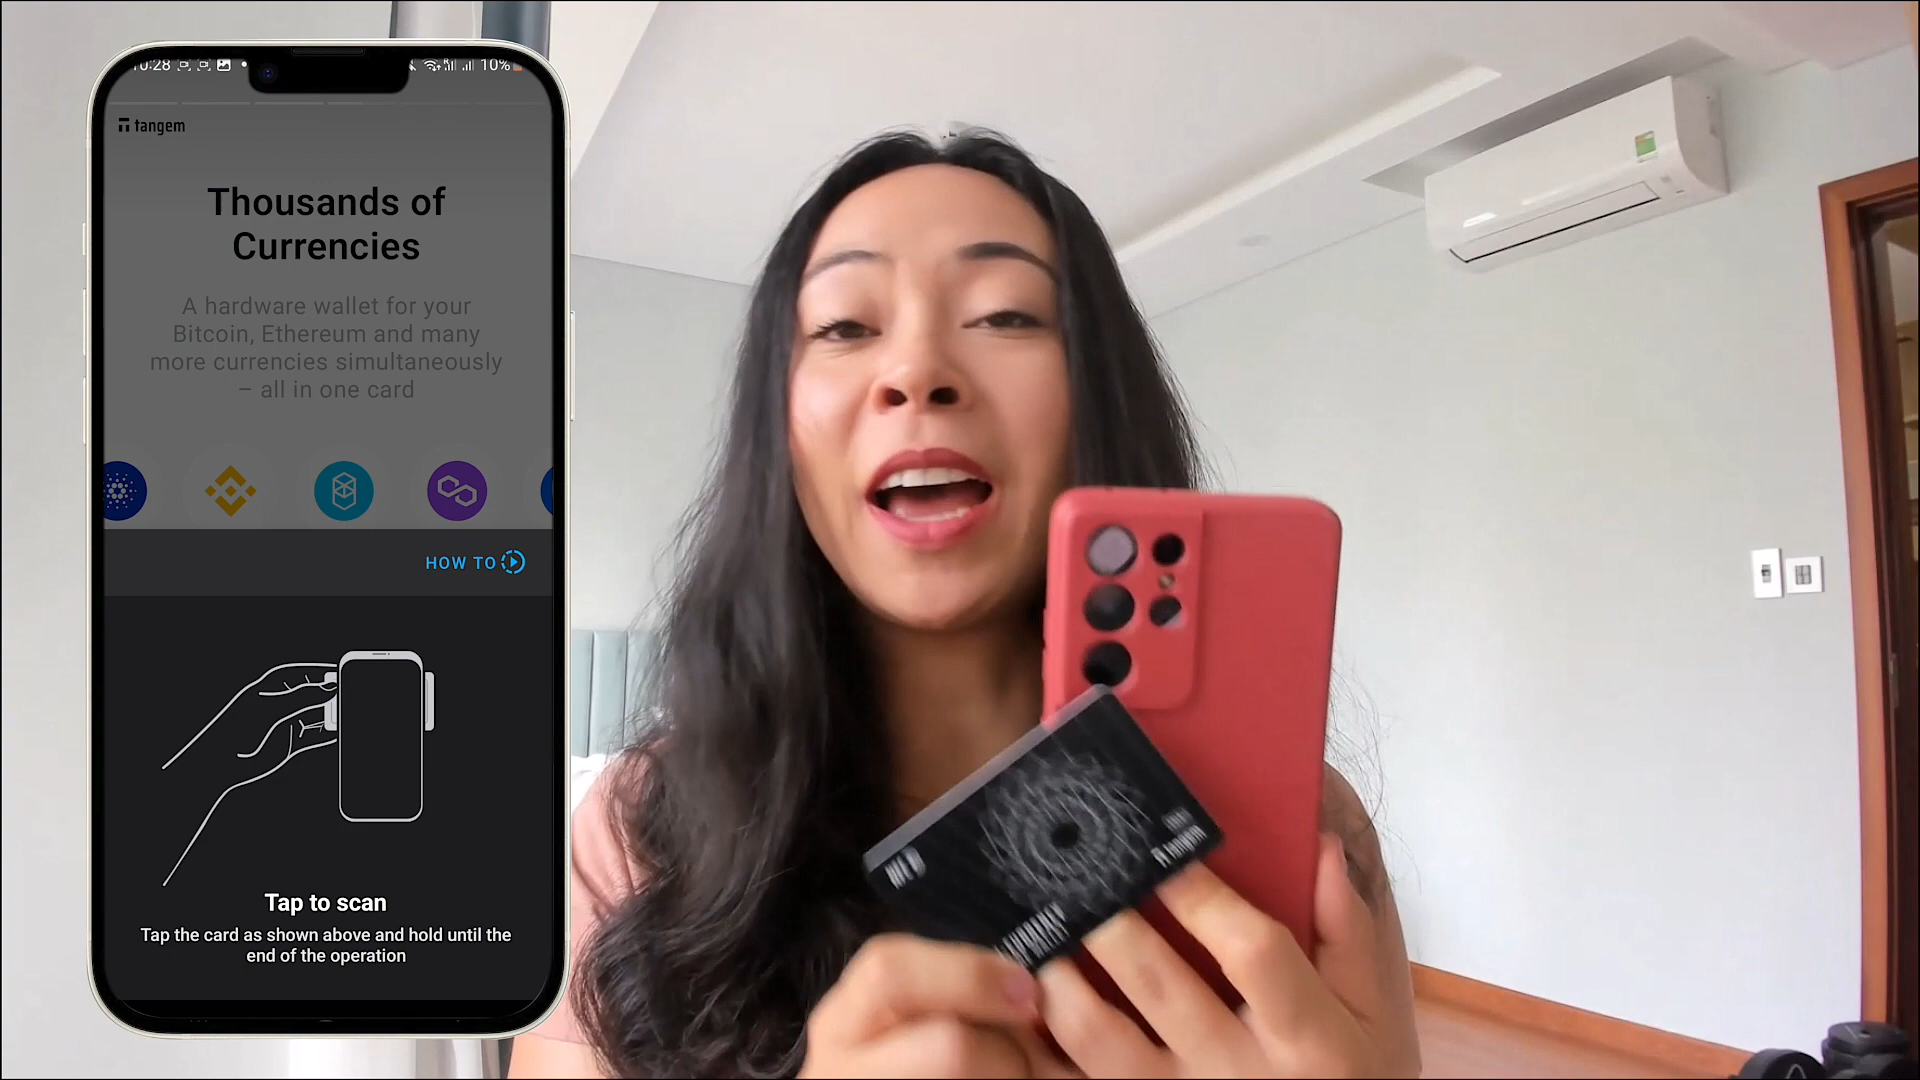 10:28
10%
tangem
Thousands of
Currencies
A hardware wallet for your
Bitcoin, Ethereum and many
more currencies simultaneously
– all in one card
HOW TO
Tap to scan
Tap the card as shown above and hold until the
end of the operation
tangem